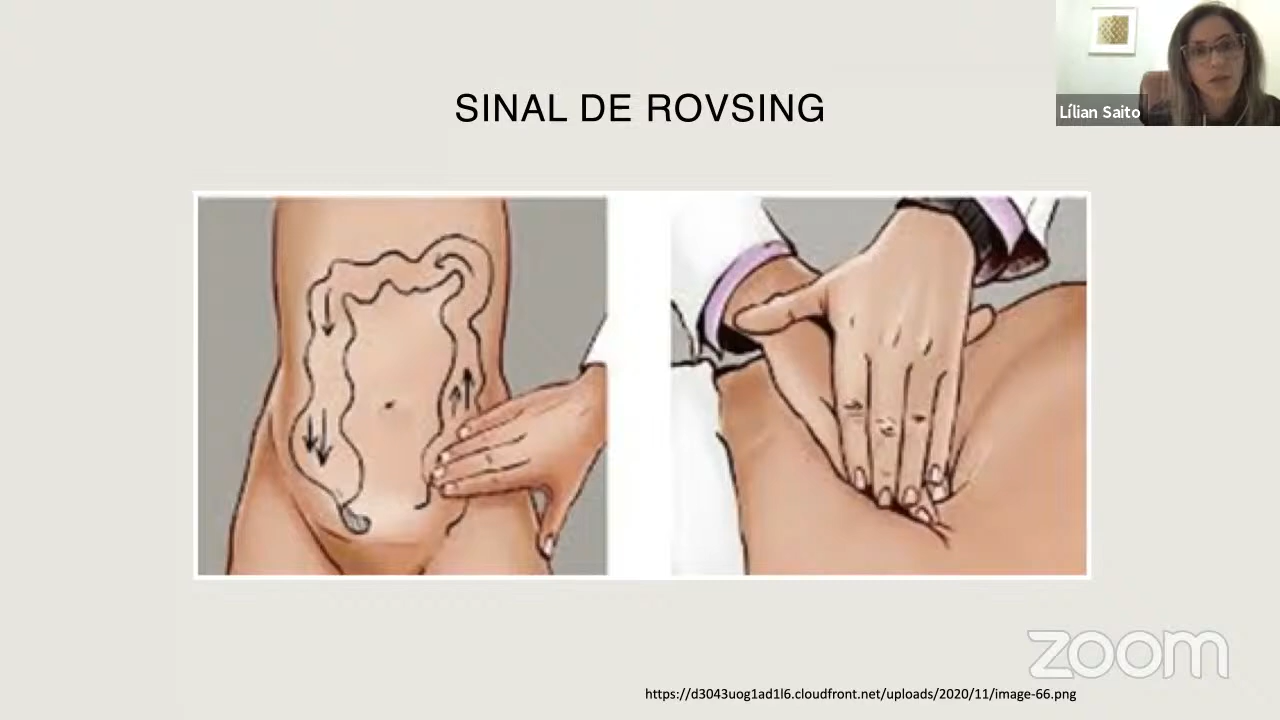 SINAL DE ROVSING
Lílian Saito
zoom
https://d3043uog1ad1l6.cloudfront.net/uploads/2020/11/image-66.png